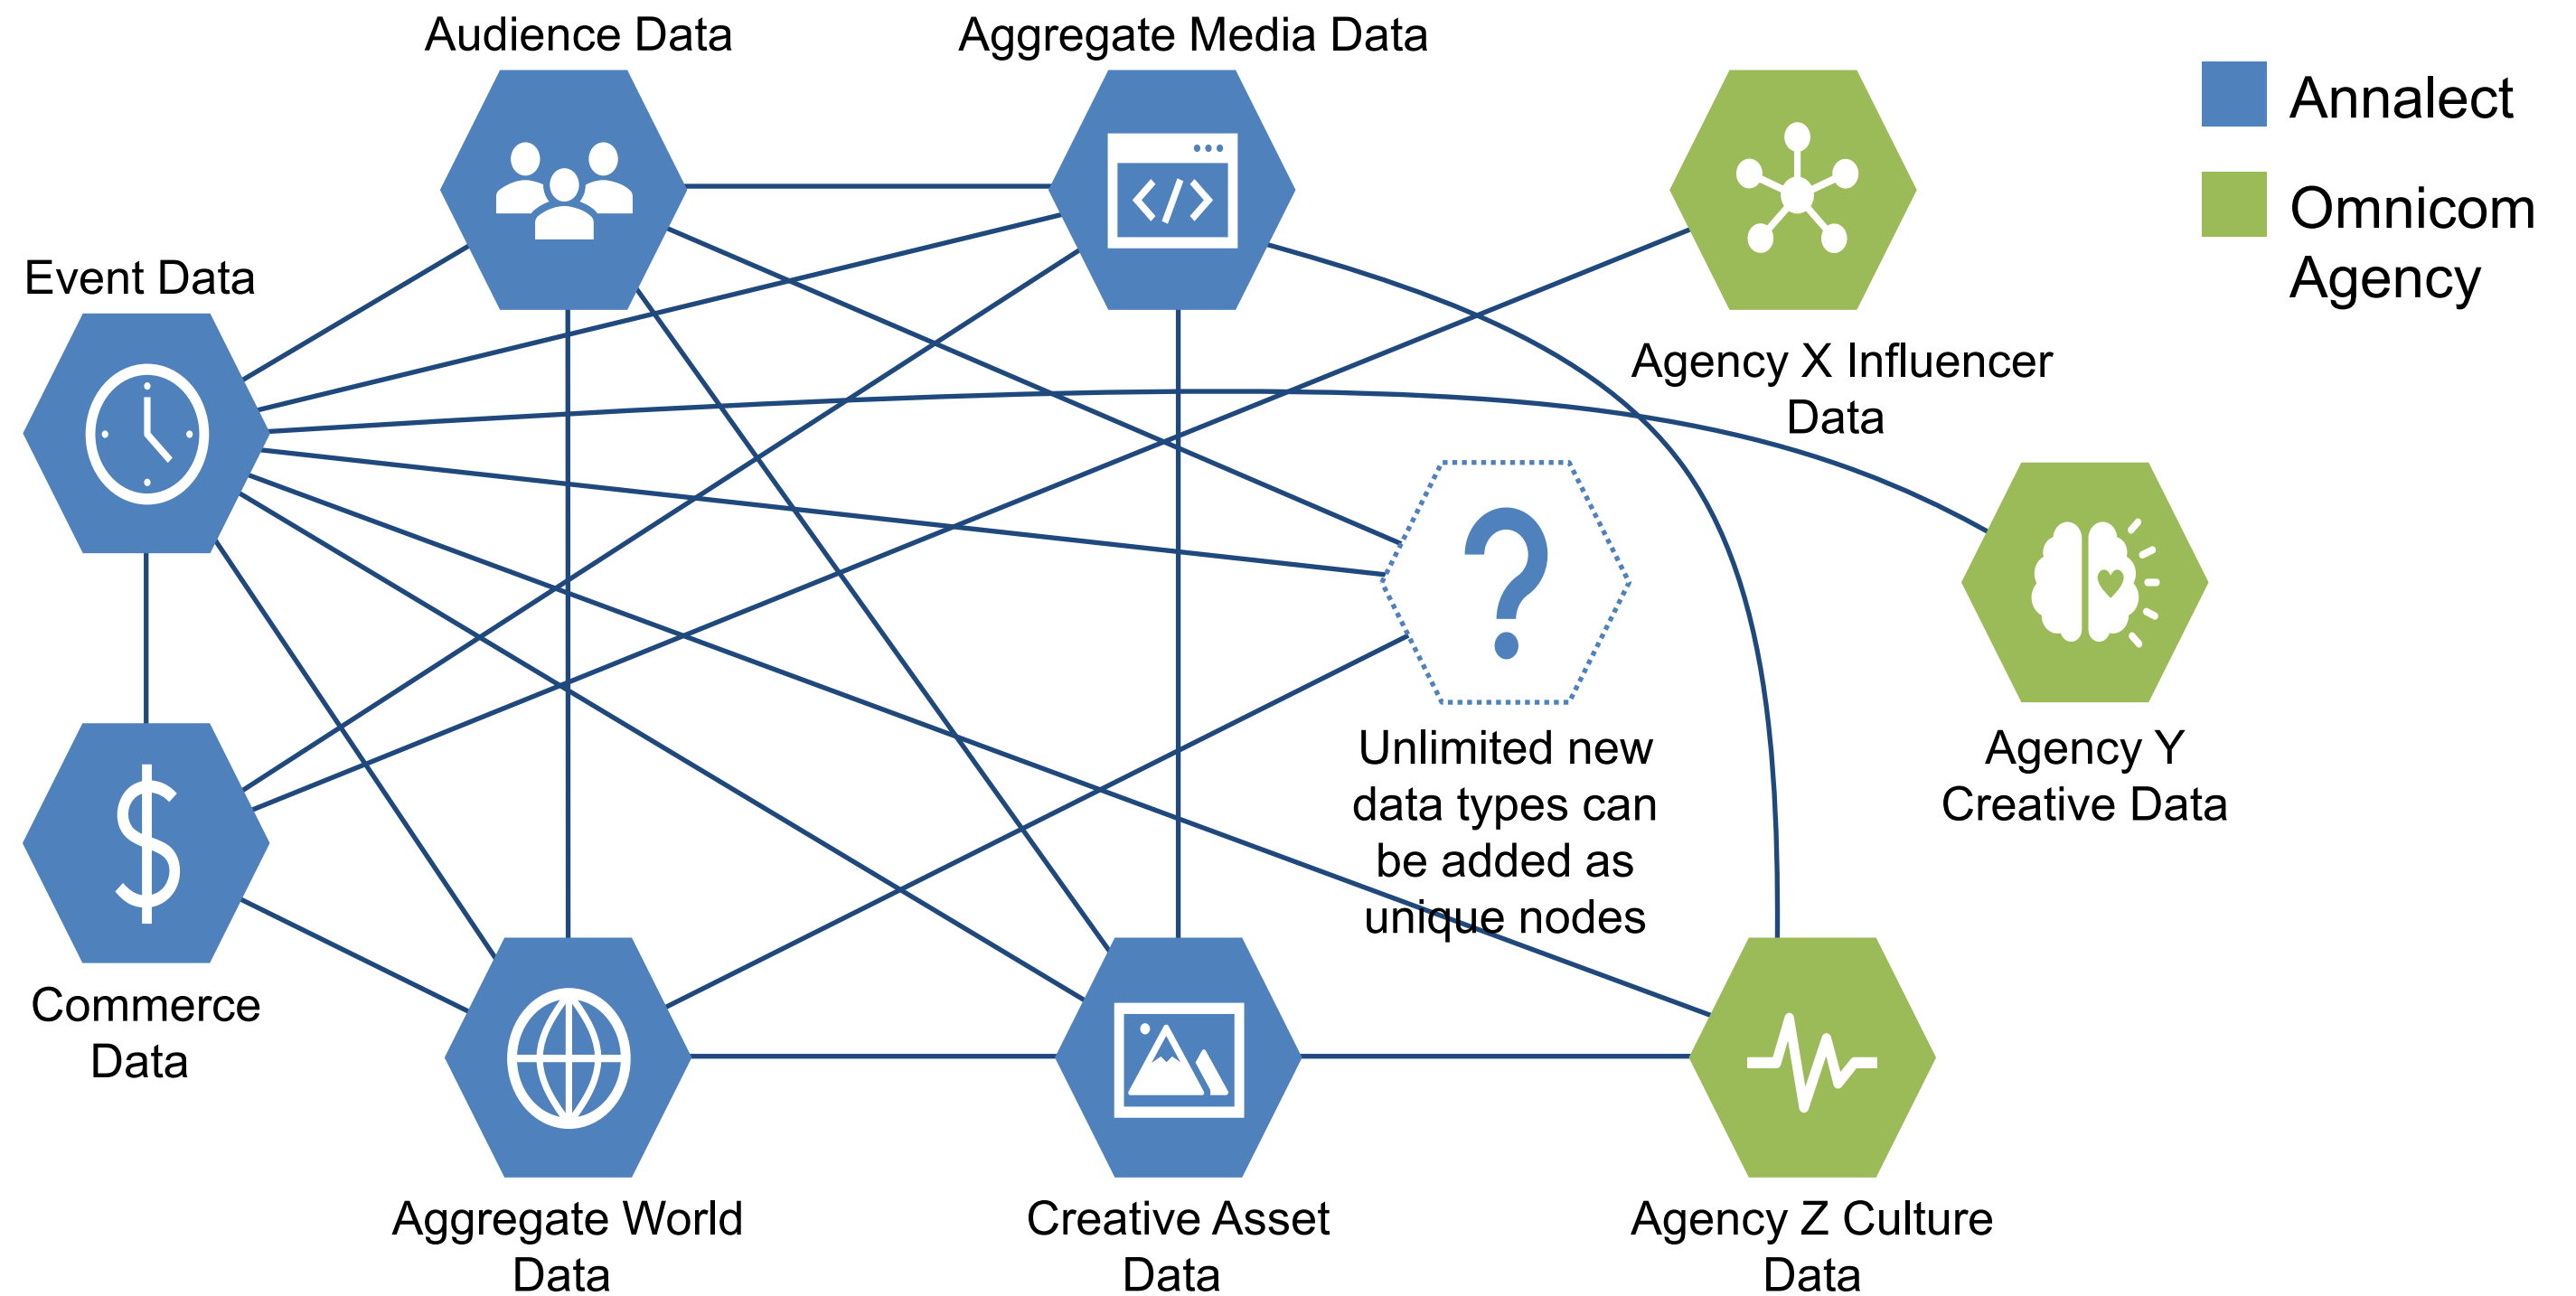 Audience Data
Aggregate Media Data
Annalect
Omnicom
Agency
Event Data
Agency X Influencer
Data
Unlimited new
data types can
be added as
unique nodes
Agency Y
Creative Data
Commerce
Data
Aggregate World
Data
Creative Asset
Data
Agency Z Culture
Data